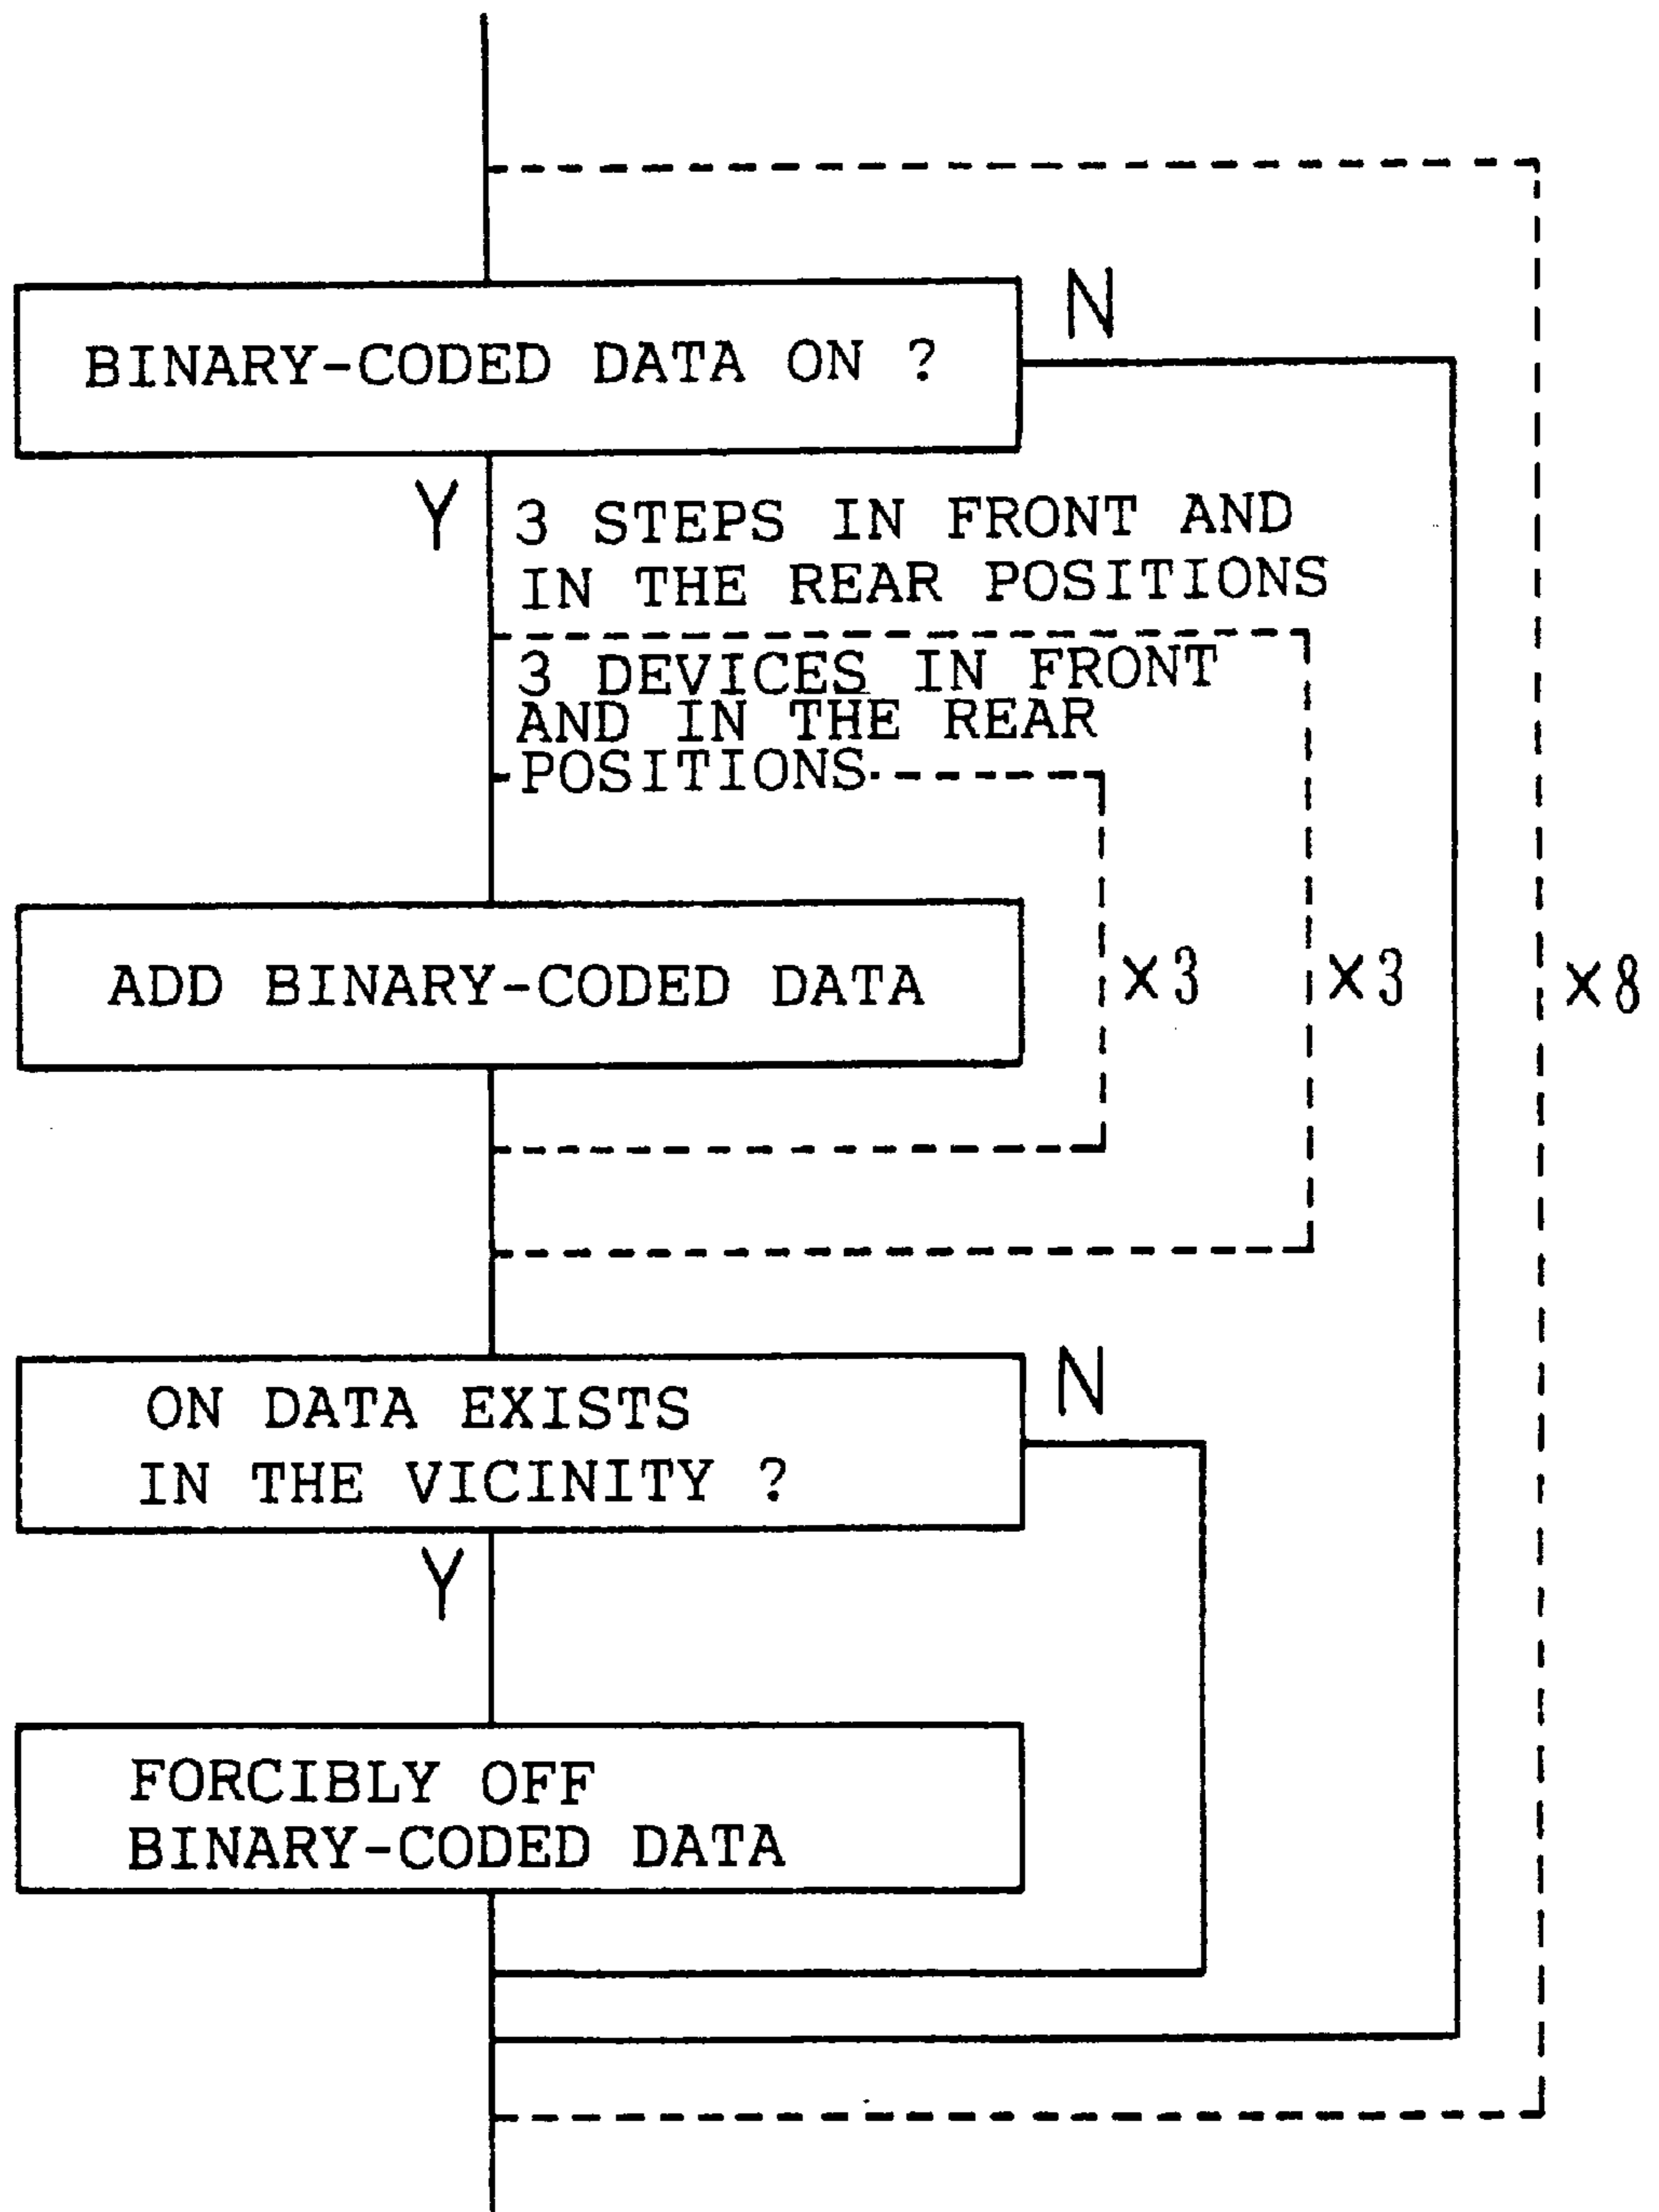 BINARY-CODED DATA ON ?
N
Y
3 STEPS IN FRONT AND
IN THE REAR POSITIONS
3 DEVICES IN FRONT
AND IN THE REAR
POSITIONS
ADD BINARY-CODED DATA
×3
×3
×8
ON DATA EXISTS
IN THE VICINITY ?
N
Y
FORCIBLY OFF
BINARY-CODED DATA